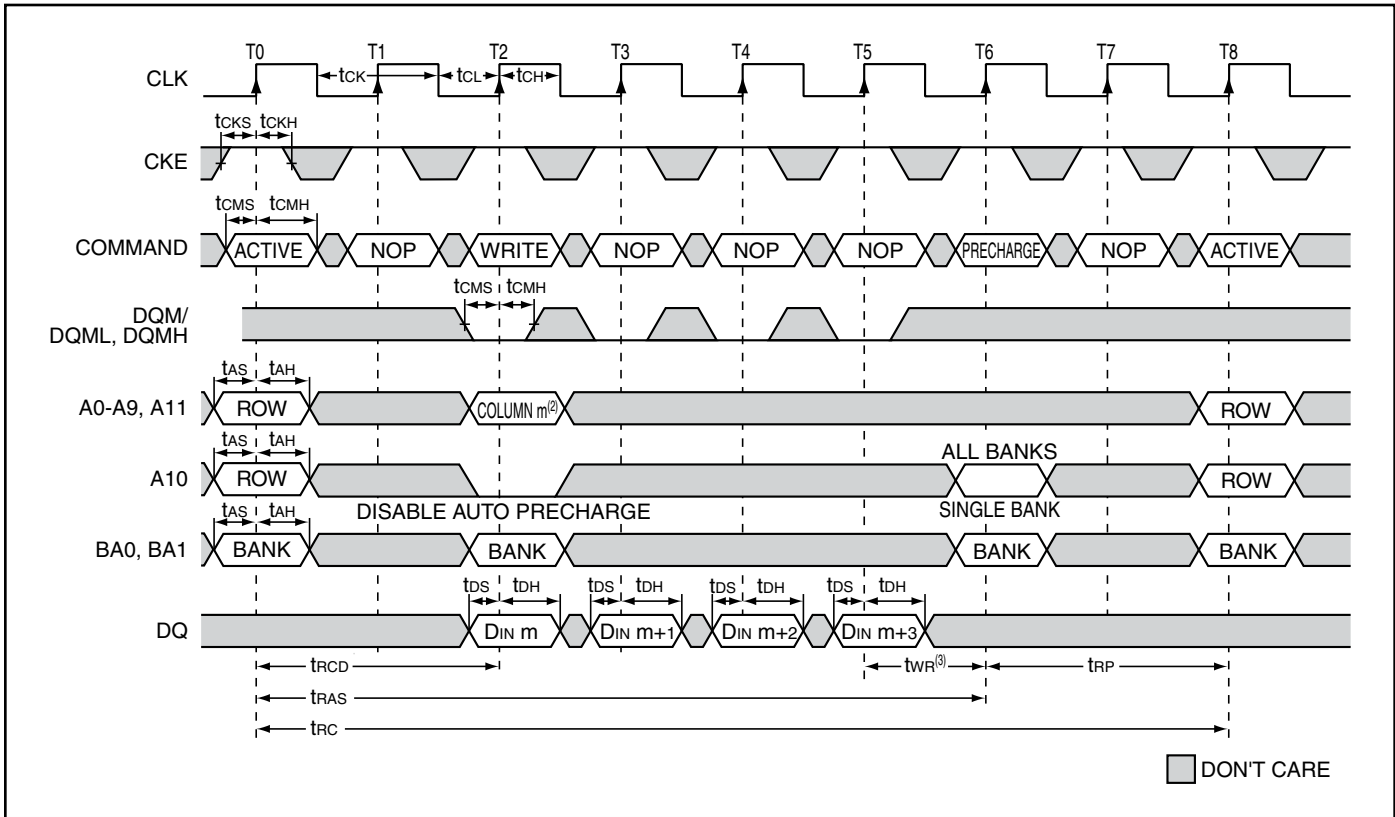 T0 T1 T2 T3 T4 T5 T6 T7 T8
CLK tCK tCL tCH
tCKS tCKH
CKE
tCMS tCMH
COMMAND ACTIVE NOP WRITE NOP NOP NOP PRECHARGE NOP ACTIVE
tCMS tCMH
DQM/
DQML, DQMH
tAS tAH
A0-A9, A11 ROW COLUMN m(2) ROW
tAS tAH ALL BANKS
A10 ROW ROW
tAS tAH DISABLE AUTO PRECHARGE SINGLE BANK
BA0, BA1 BANK BANK BANK BANK
tDS tDH tDS tDH tDS tDH tDS tDH
DQ DIN m DIN m+1 DIN m+2 DIN m+3
tRCD tWR(3) tRP
tRAS
tRC
DON'T CARE